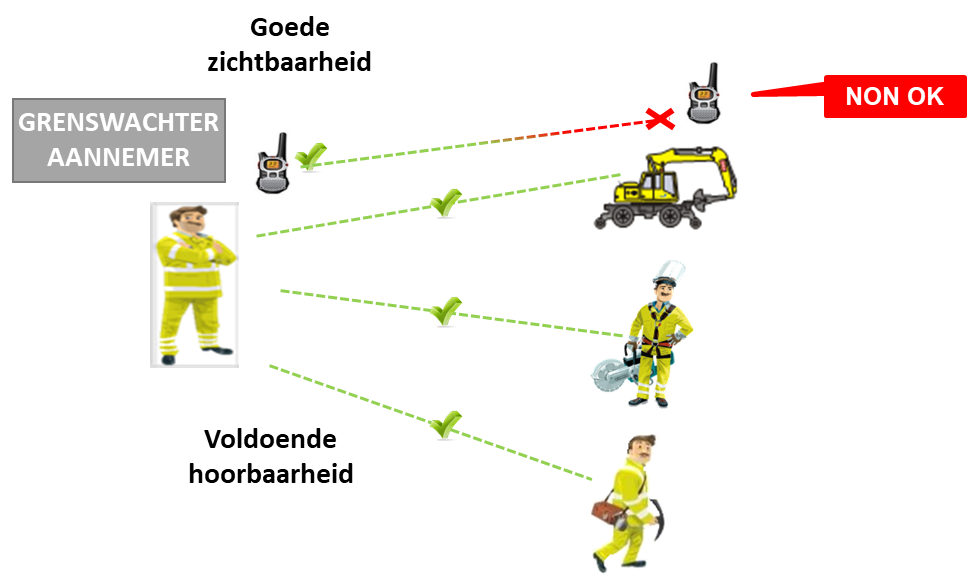 Goede
zichtbaarheid
NON OK
GRENSWACHTER
AANNEMER
Voldoende
hoorbaarheid